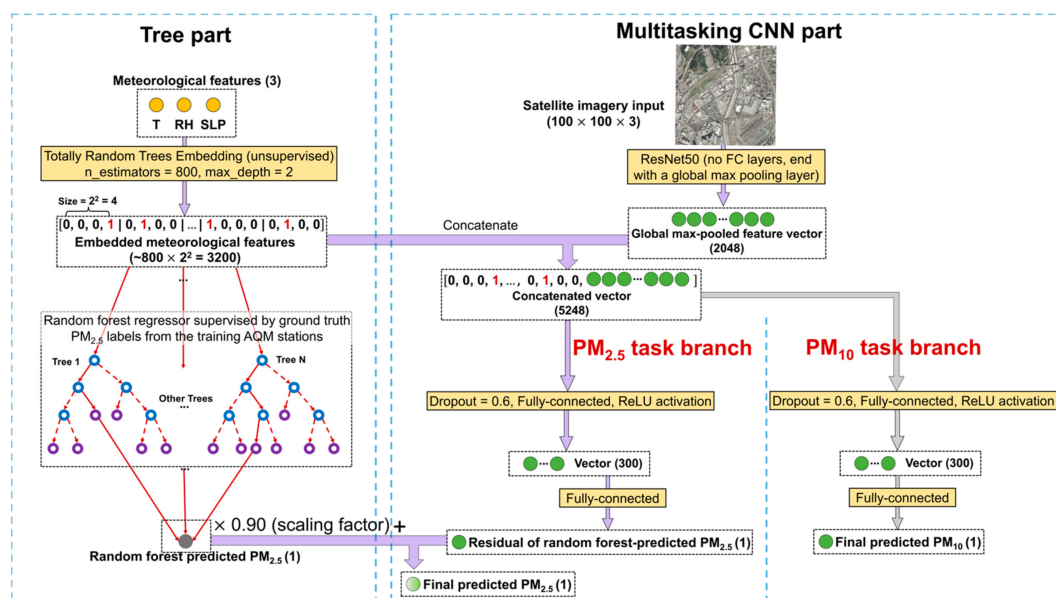 Tree part
Meteorological features (3)
T RH SLP
Totally Random Trees Embedding (unsupervised)
n_estimators = 800, max_depth = 2
Size = 2² = 4
[0, 0, 0, 1 | 0, 1, 0, 0 | ... | 1, 0, 0, 0 | 0, 1, 0, 0]
Embedded meteorological features
(~800 × 2² = 3200)
...
Random forest regressor supervised by ground truth
PM₂.₅ labels from the training AQM stations
Tree 1
Tree N
Other Trees
...
...
× 0.90 (scaling factor) +
Random forest predicted PM₂.₅ (1)
Multitasking CNN part
Satellite imagery input
(100 × 100 × 3)
ResNet50 (no FC layers, end
with a global max pooling layer)
...
Global max-pooled feature vector
(2048)
Concatenate
[0, 0, 0, 1, ..., 0, 1, 0, 0, ... ]
Concatenated vector
(5248)
PM₂.₅ task branch
Dropout = 0.6, Fully-connected, ReLU activation
... Vector (300)
Fully-connected
Residual of random forest-predicted PM₂.₅ (1)
Final predicted PM₂.₅ (1)
PM₁₀ task branch
Dropout = 0.6, Fully-connected, ReLU activation
... Vector (300)
Fully-connected
Final predicted PM₁₀ (1)